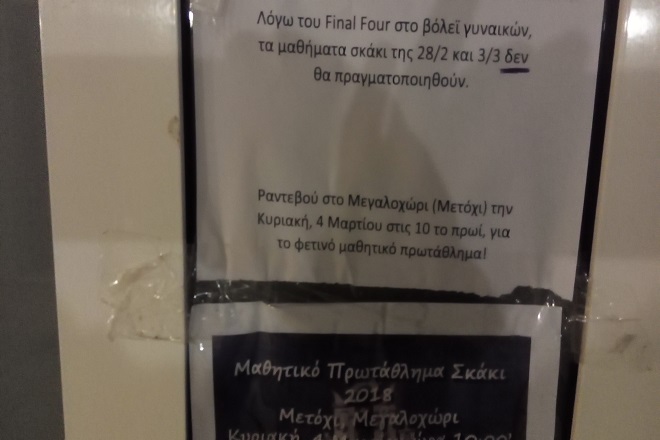 Λόγω του Final Four στο βόλεϊ γυναικών,
τα μαθήματα σκάκι της 28/2 και 3/3 δεν
θα πραγματοποιηθούν.
Ραντεβού στο Μεγαλοχώρι (Μετόχι) την
Κυριακή, 4 Μαρτίου στις 10 το πρωί, για
το φετινό μαθητικό πρωτάθλημα!
Μαθητικό Πρωτάθλημα Σκάκι
2018
Μετόχι, Μεγαλοχώρι
Κυριακή, 4